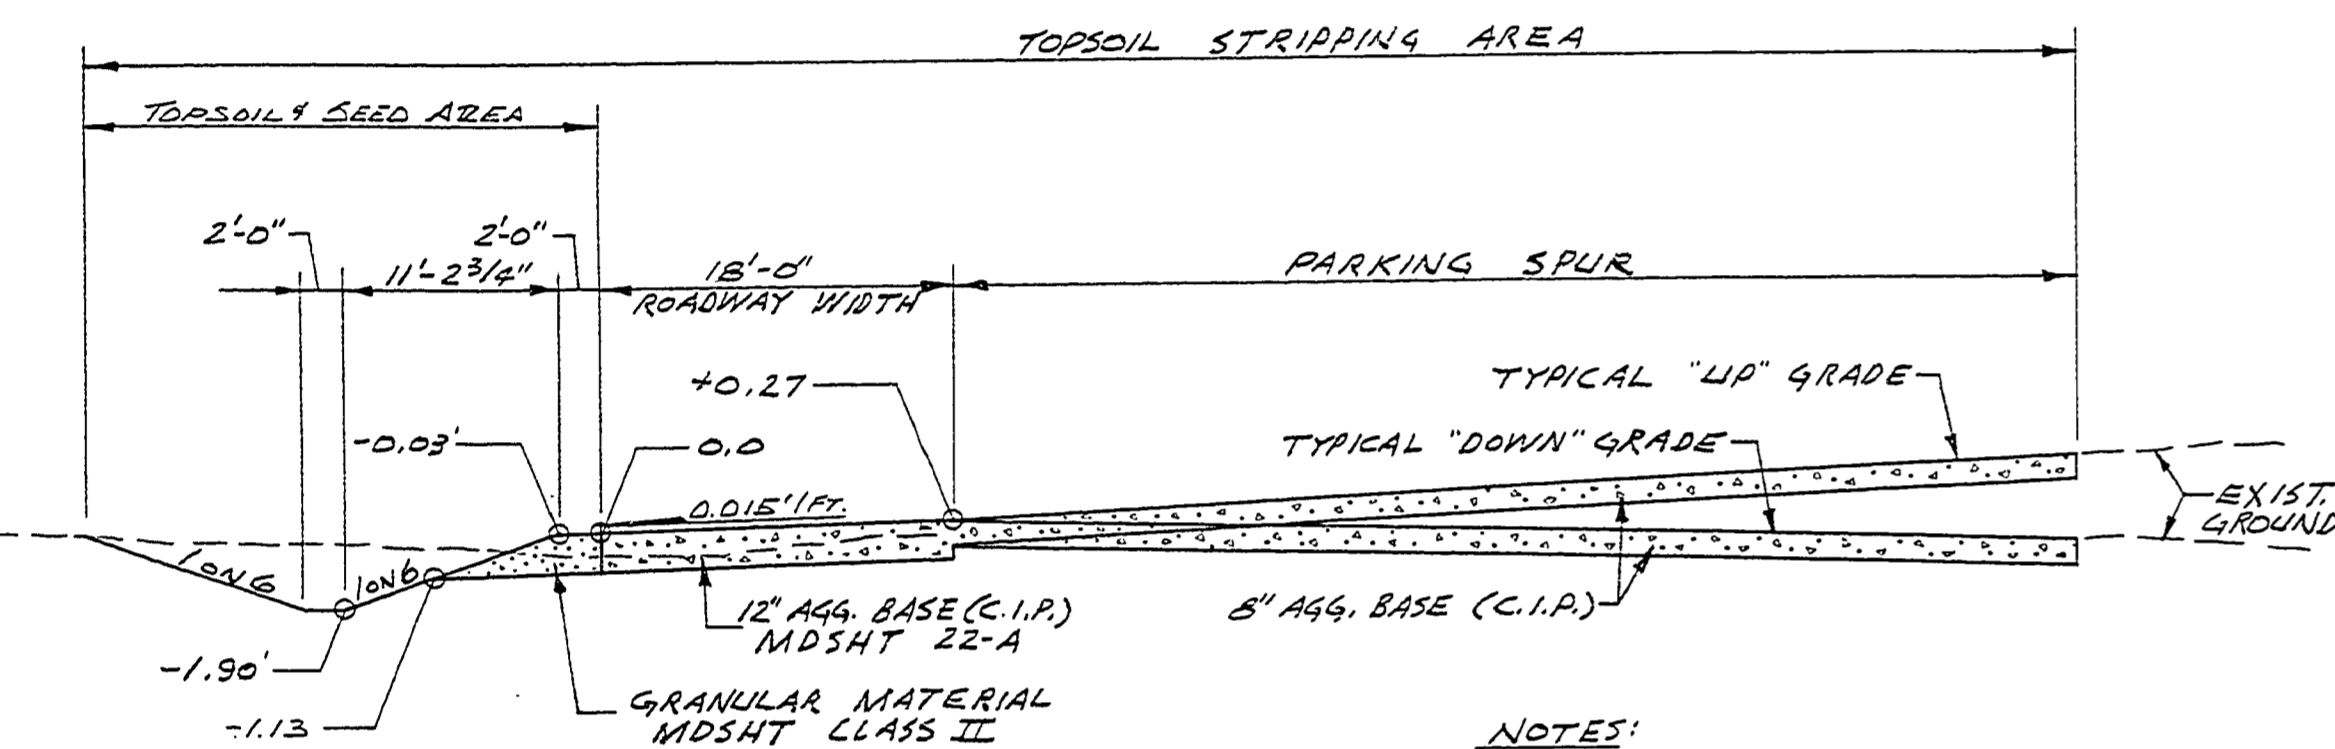 TOPSOIL STRIPPING AREA
TOPSOIL & SEED AREA
2'-0"
2'-0"
11'-2 3/4"
18'-0"
ROADWAY WIDTH
PARKING SPUR
+0.27
TYPICAL "UP" GRADE
-0.03'
0.0
TYPICAL "DOWN" GRADE
0.015'/FT.
EXIST.
GROUND
1 ON 6
1 ON 6
12" AGG. BASE (C.I.P.)
MDSHT 22-A
8" AGG. BASE (C.I.P.)
-1.90'
GRANULAR MATERIAL
MDSHT CLASS II
-1.13
NOTES: